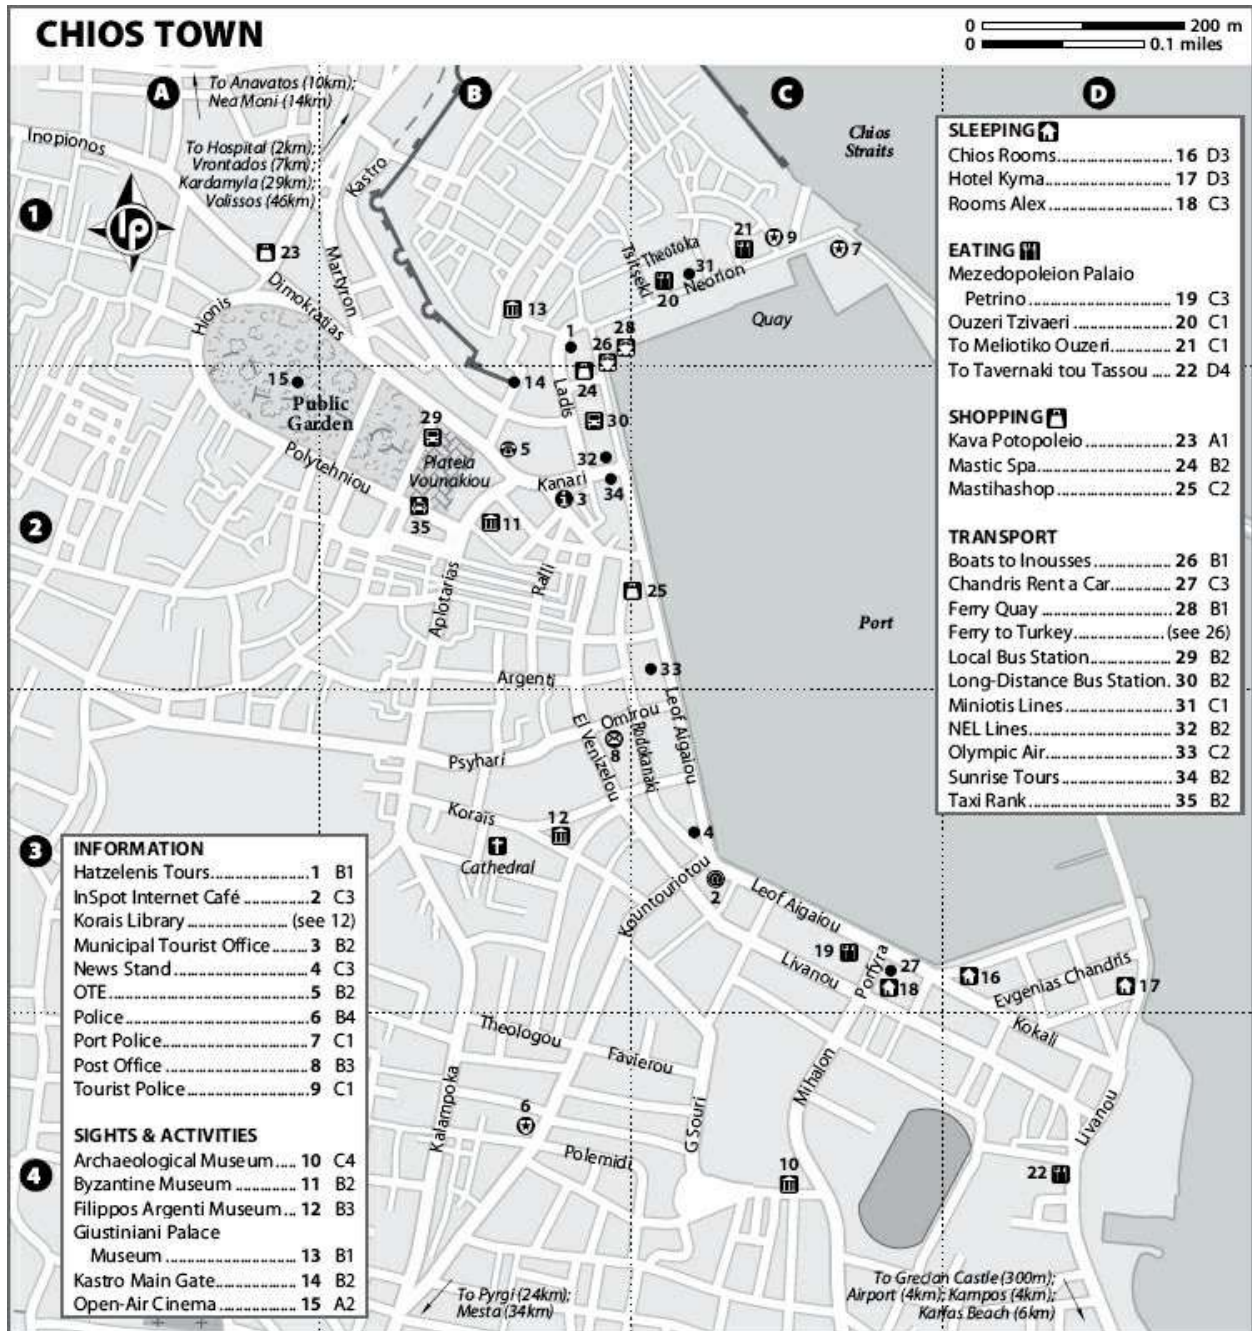 CHIOS TOWN
0 200 m
0 0.1 miles
A
B
C
D
To Anavatos (10km);
Nea Moni (14km)
Inopionos
To Hospital (2km);
Vrontados (7km);
Kardamyla (29km);
Volissos (46km)
Kastro
Chios
Straits
1
lp
23
Martyron
Dimokratias
Hionis
13
Tsitseki
Theotoka
21
9
7
31
Neorion
20
Quay
1
28
26
15
Public
Garden
14
24
Ladis
29
30
5
Plateia
Vounakiou
Polytehniou
32
Kanari
34
3
2
35
11
Aplotarias
Ralli
25
Port
33
Argenti
Leof Aigaiou
Omirou
El Venizelou
Rodokanaki
8
Psyhari
Korais
12
4
Cathedral
3
Kountouriotou
2
Leof Aigaiou
19
Livanou
Porfyra
27
18
16
Evgenias Chandris
17
Kokali
Theologou
Favierou
Kalampoka
Mihalon
6
G Souri
Livanou
Polemidi
4
10
22
To Pyrgi (24km);
Mesta (34km)
To Grecian Castle (300m);
Airport (4km); Kampos (4km);
Karfas Beach (6km)
SLEEPING
Chios Rooms 16 D3
Hotel Kyma 17 D3
Rooms Alex 18 C3
EATING
Mezedopoleion Palaio
Petrino 19 C3
Ouzeri Tzivaeri 20 C1
To Meliotiko Ouzeri 21 C1
To Tavernaki tou Tassou 22 D4
SHOPPING
Kava Potopoleio 23 A1
Mastic Spa 24 B2
Mastihashop 25 C2
TRANSPORT
Boats to Inousses 26 B1
Chandris Rent a Car 27 C3
Ferry Quay 28 B1
Ferry to Turkey (see 26)
Local Bus Station 29 B2
Long-Distance Bus Station 30 B2
Miniotis Lines 31 C1
NEL Lines 32 B2
Olympic Air 33 C2
Sunrise Tours 34 B2
Taxi Rank 35 B2
INFORMATION
Hatzelenis Tours 1 B1
InSpot Internet Café 2 C3
Korais Library (see 12)
Municipal Tourist Office 3 B2
News Stand 4 C3
OTE 5 B2
Police 6 B4
Port Police 7 C1
Post Office 8 B3
Tourist Police 9 C1
SIGHTS & ACTIVITIES
Archaeological Museum 10 C4
Byzantine Museum 11 B2
Filippos Argenti Museum 12 B3
Giustiniani Palace
Museum 13 B1
Kastro Main Gate 14 B2
Open-Air Cinema 15 A2